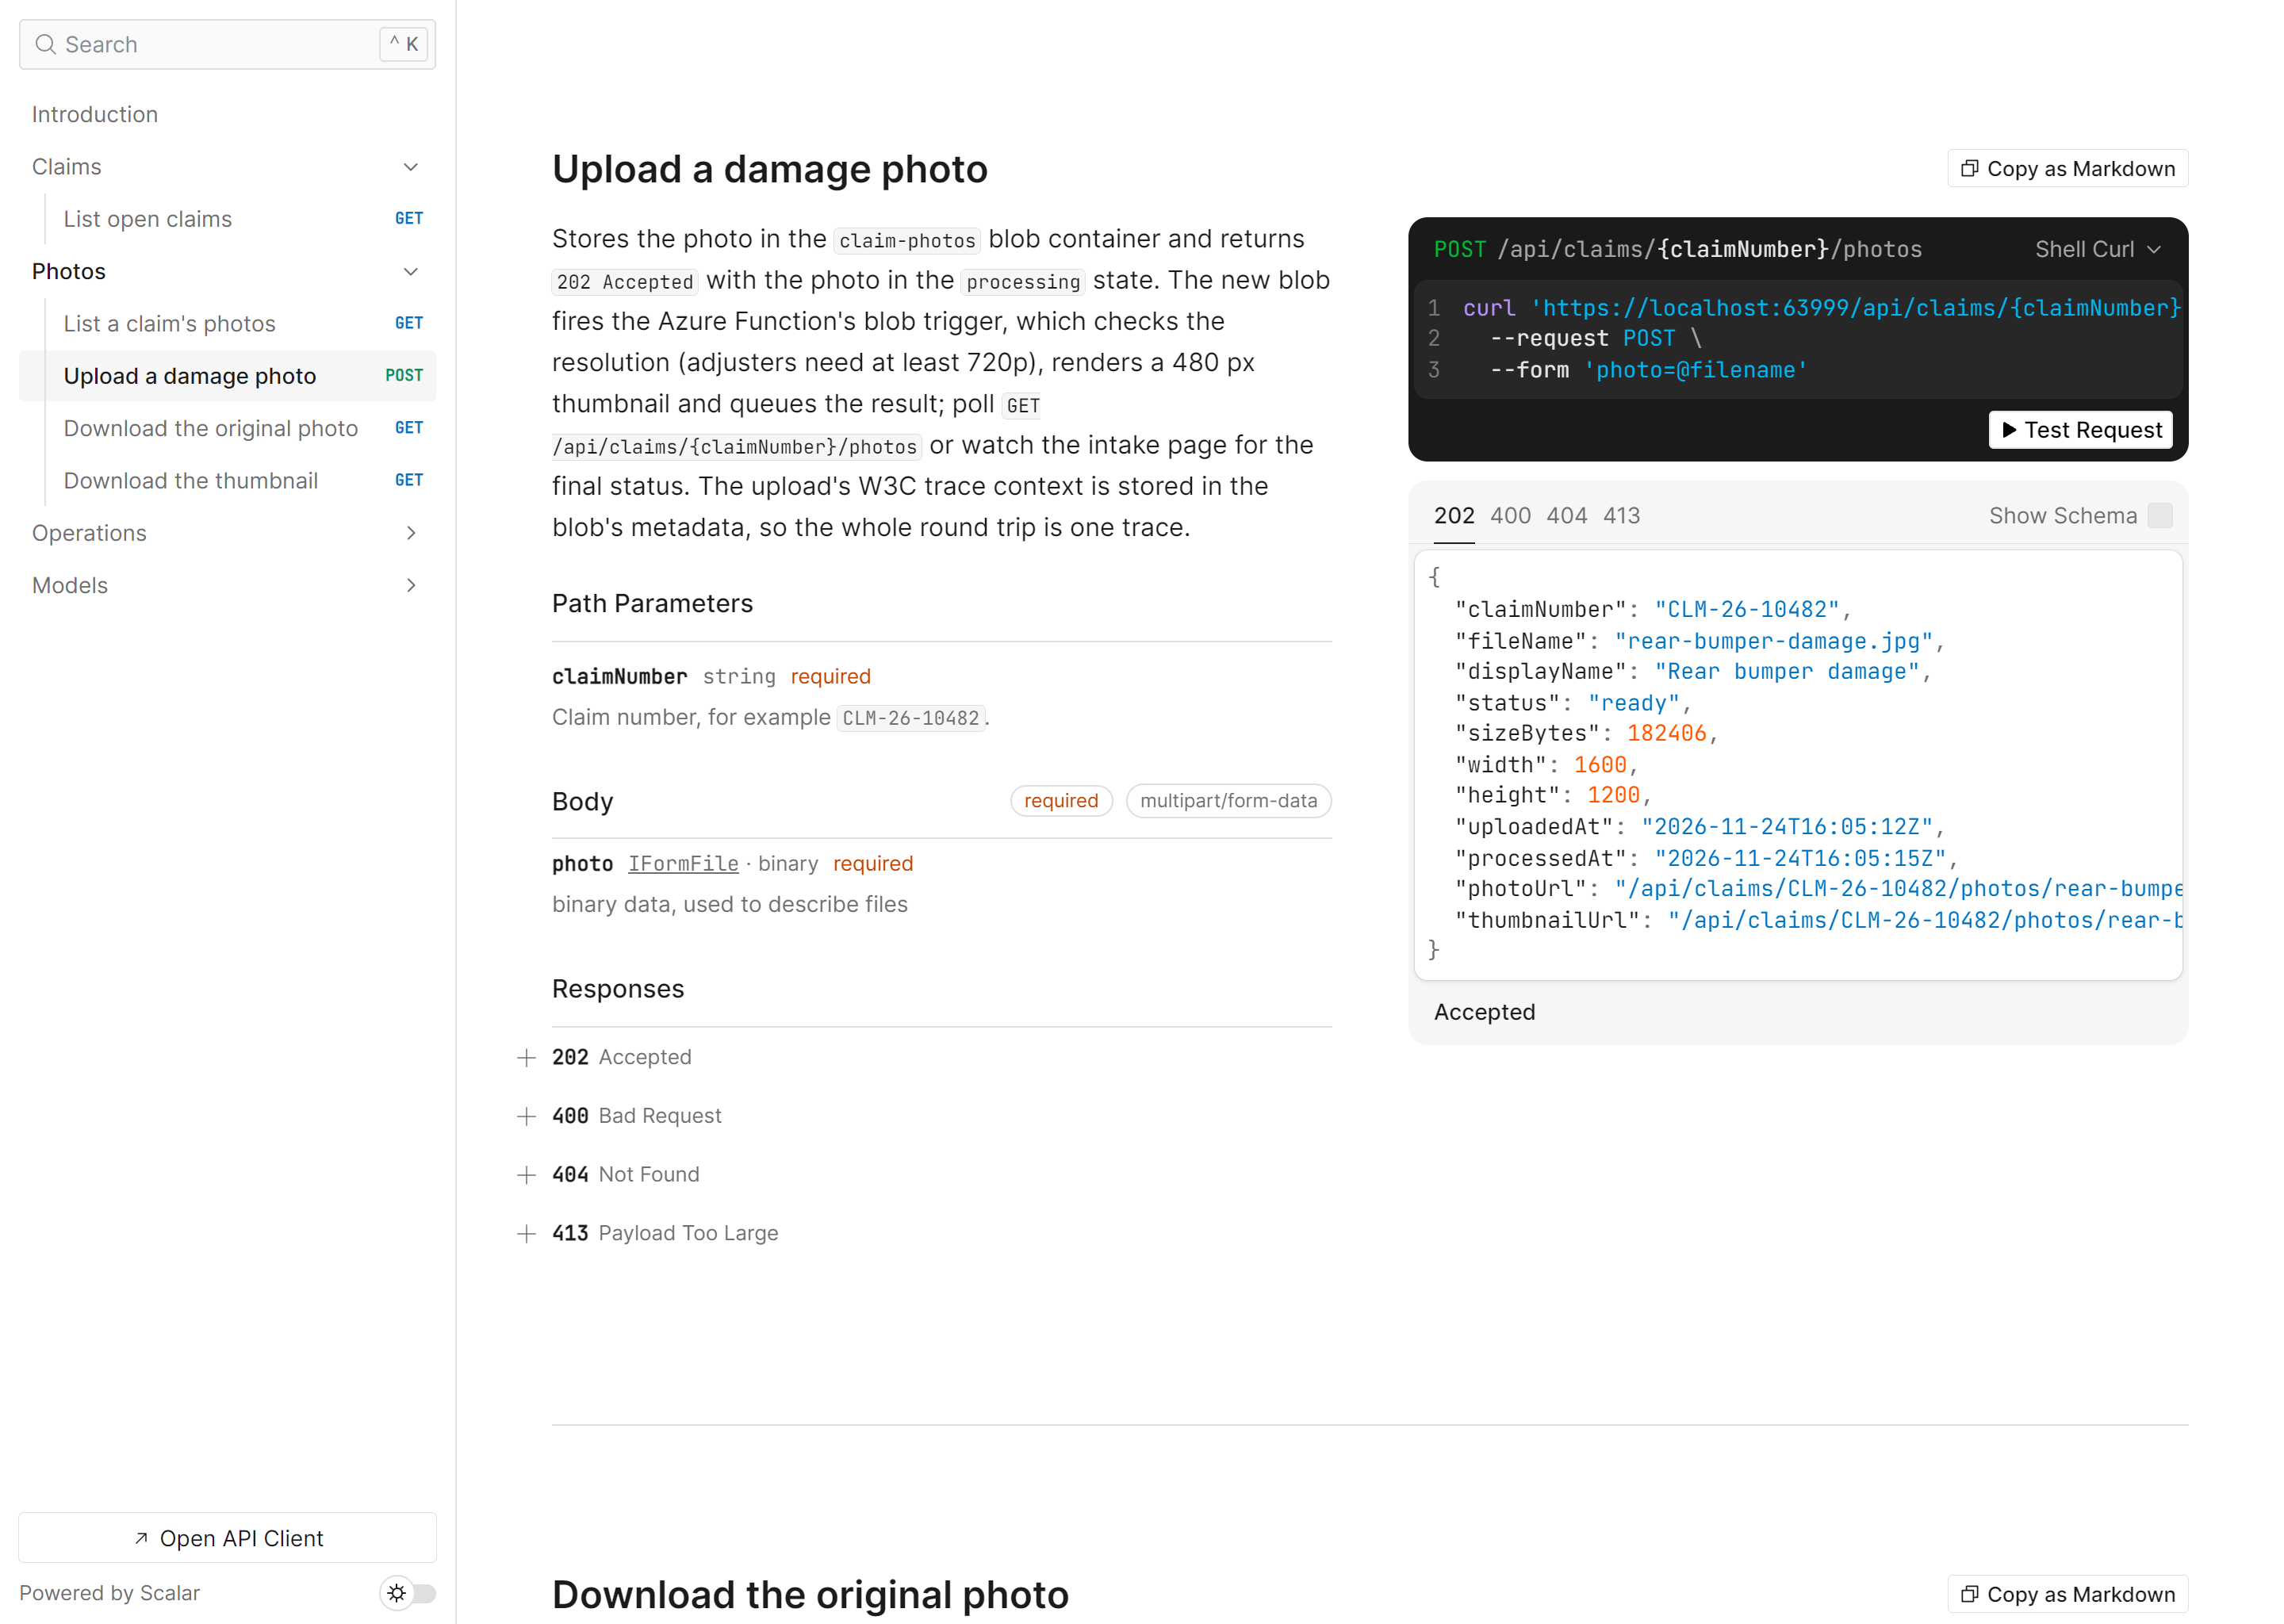 Search
^ K
Introduction
Claims
List open claims GET
Photos
List a claim's photos GET
Upload a damage photo POST
Download the original photo GET
Download the thumbnail GET
Operations
Models
Open API Client
Powered by Scalar
Upload a damage photo
Copy as Markdown
Stores the photo in the claim-photos blob container and returns
202 Accepted with the photo in the processing state. The new blob
fires the Azure Function's blob trigger, which checks the
resolution (adjusters need at least 720p), renders a 480 px
thumbnail and queues the result; poll GET
/api/claims/{claimNumber}/photos or watch the intake page for the
final status. The upload's W3C trace context is stored in the
blob's metadata, so the whole round trip is one trace.
Path Parameters
claimNumber string required
Claim number, for example CLM-26-10482.
Body required multipart/form-data
photo IFormFile · binary required
binary data, used to describe files
Responses
202 Accepted
400 Bad Request
404 Not Found
413 Payload Too Large
POST /api/claims/{claimNumber}/photos Shell Curl
1 curl 'https://localhost:63999/api/claims/{claimNumber}
2 --request POST \
3 --form 'photo=@filename'
Test Request
202 400 404 413 Show Schema
{
"claimNumber": "CLM-26-10482",
"fileName": "rear-bumper-damage.jpg",
"displayName": "Rear bumper damage",
"status": "ready",
"sizeBytes": 182406,
"width": 1600,
"height": 1200,
"uploadedAt": "2026-11-24T16:05:12Z",
"processedAt": "2026-11-24T16:05:15Z",
"photoUrl": "/api/claims/CLM-26-10482/photos/rear-bumpe
"thumbnailUrl": "/api/claims/CLM-26-10482/photos/rear-b
}
Accepted
Download the original photo
Copy as Markdown